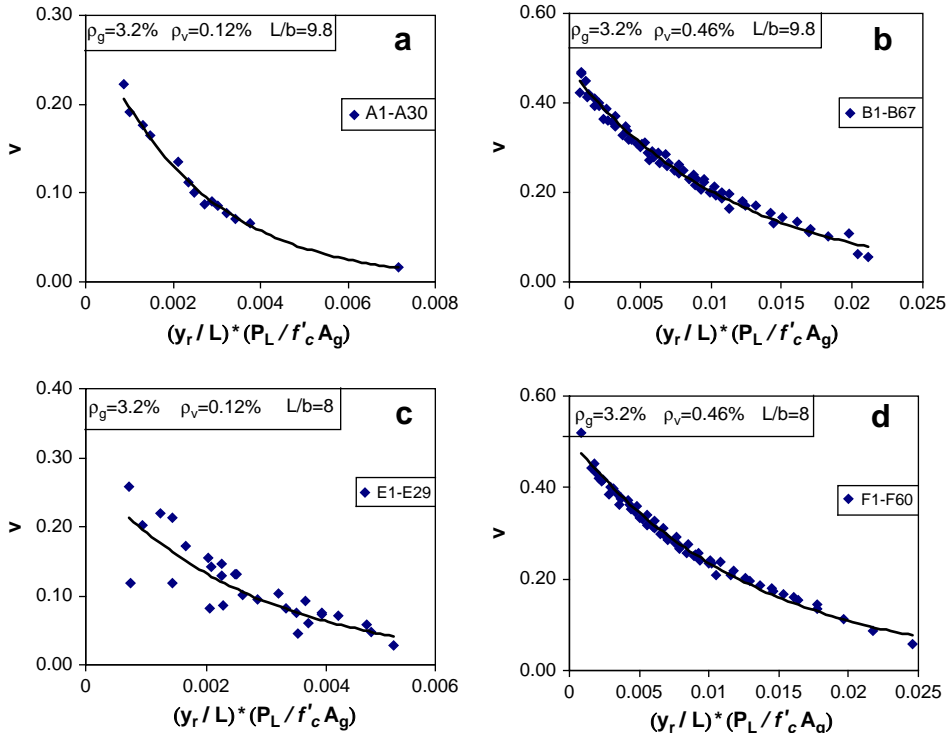 0.30
ρg=3.2% ρv=0.12% L/b=9.8
a
0.20
A1-A30
v
0.10
0.00
0 0.002 0.004 0.006 0.008
(yr / L) * (PL / f'c Ag)
0.60
ρg=3.2% ρv=0.46% L/b=9.8
b
0.40
B1-B67
v
0.20
0.00
0 0.005 0.01 0.015 0.02 0.025
(yr / L) * (PL / f'c Ag)
0.40
ρg=3.2% ρv=0.12% L/b=8
c
0.30
E1-E29
v
0.20
0.10
0.00
0 0.002 0.004 0.006
(yr / L) * (PL / f'c Ag)
0.60
ρg=3.2% ρv=0.46% L/b=8
d
0.40
F1-F60
v
0.20
0.00
0 0.005 0.01 0.015 0.02 0.025
(yr / L) * (PL / f'c Ag)